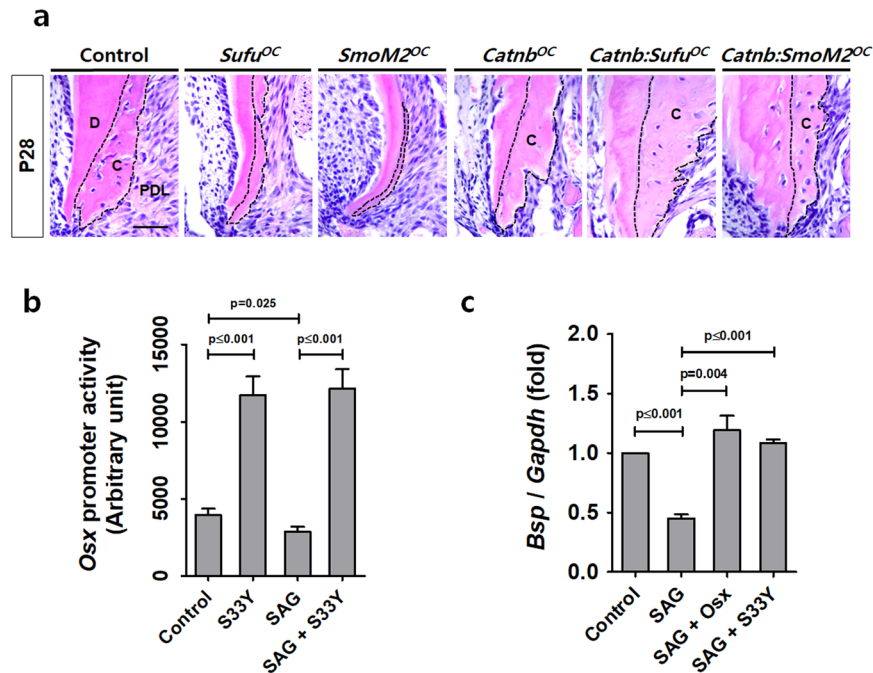 a
Control
Sufu^OC
SmoM2^OC
Catnb^OC
Catnb:Sufu^OC
Catnb:SmoM2^OC
P28
D
C
PDL
C
C
C
b
Osx promoter activity
(Arbitrary unit)
15000
10000
5000
0
p=0.025
p≤0.001
p≤0.001
Control
S33Y
SAG
SAG + S33Y
c
Bsp / Gapdh (fold)
2.0
1.5
1.0
0.5
0.0
p≤0.001
p=0.004
p≤0.001
Control
SAG
SAG + Osx
SAG + S33Y